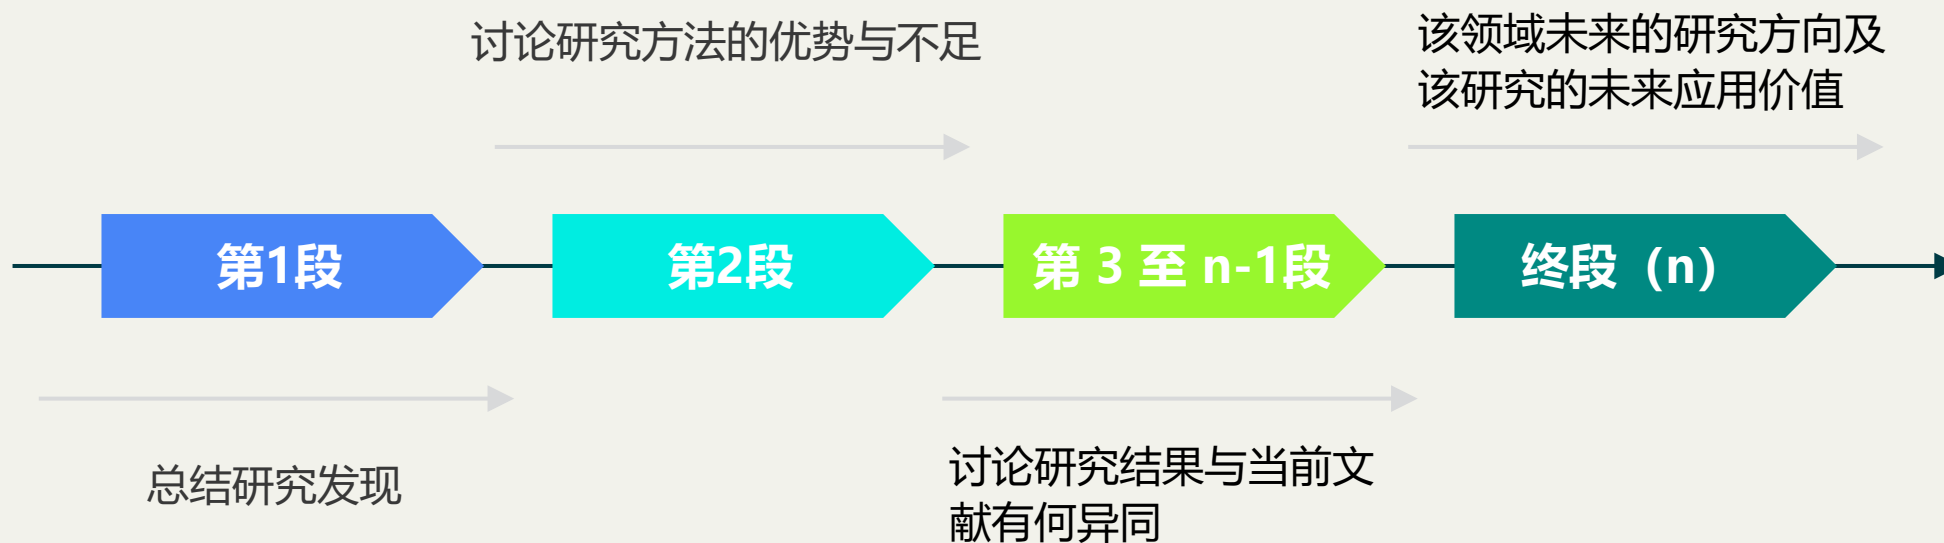 讨论研究方法的优势与不足
该领域未来的研究方向及
该研究的未来应用价值
第1段
第2段
第 3 至 n-1段
终段（n）
总结研究发现
讨论研究结果与当前文
献有何异同